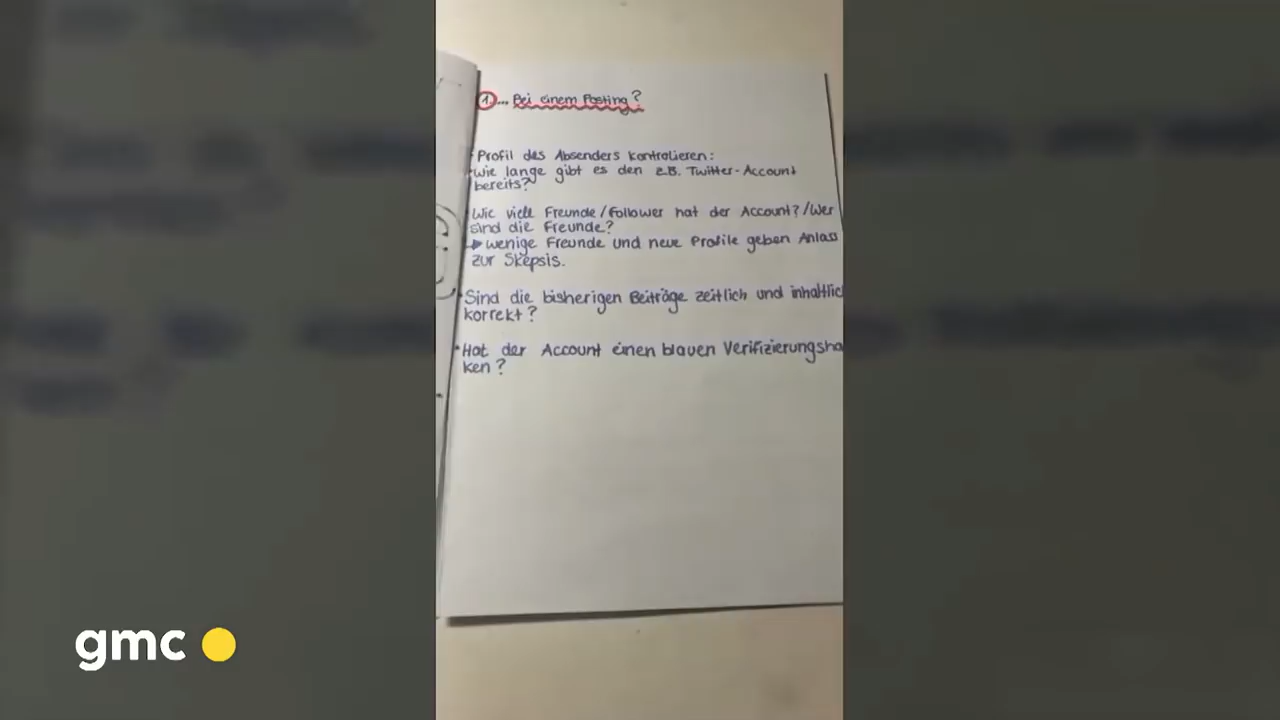 1. ... Bei einem Posting?
Profil des Absenders kontrolieren:
Wie lange gibt es den z.B. Twitter-Account
bereits?
Wie viele Freunde/Follower hat der Account?/Wer
sind die Freunde?
wenige Freunde und neue Profile geben Anlass
zur Skepsis.
Sind die bisherigen Beiträge zeitlich und inhaltlic
korrekt?
Hat der Account einen blauen Verifizierungsha
ken?
gmc